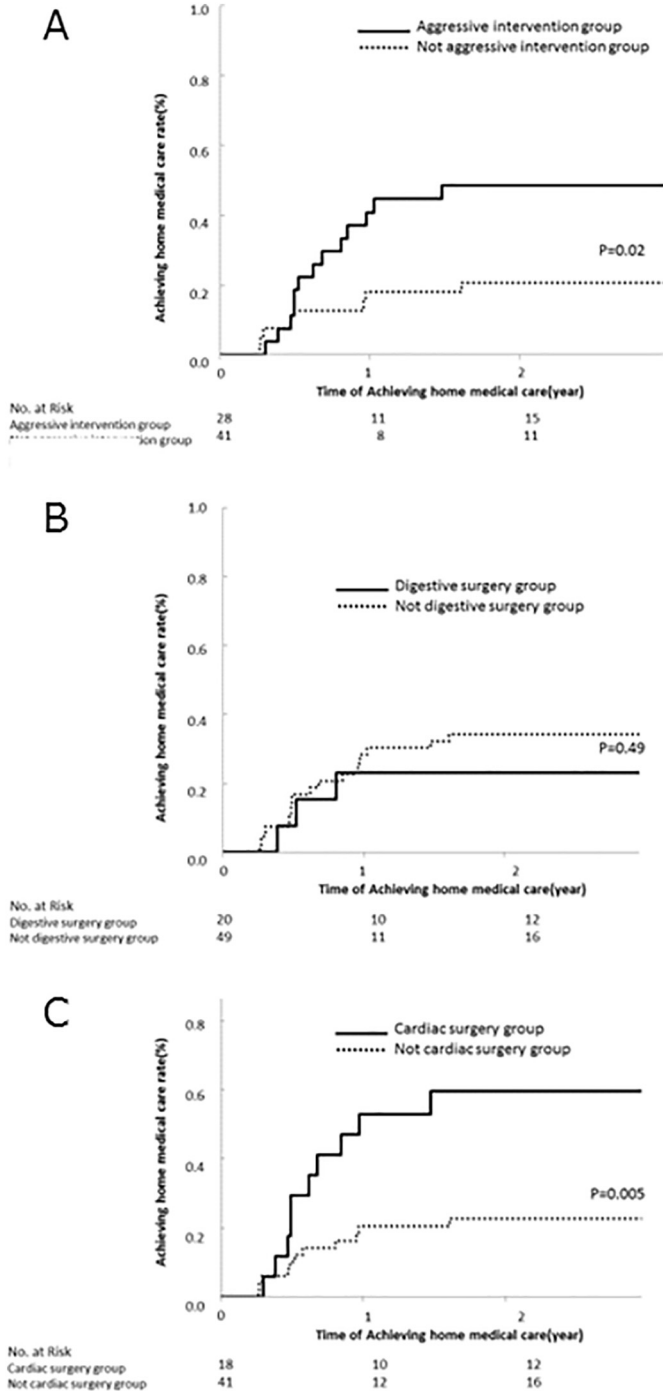 A
Aggressive intervention group
Not aggressive intervention group
Achieving home medical care rate(%)
1.0
0.8
0.6
0.4
0.2
0.0
P=0.02
0 1 2
Time of Achieving home medical care(year)
No. at Risk
Aggressive intervention group 28 11 15
group 41 8 11
B
Digestive surgery group
Not digestive surgery group
Achieving home medical care rate(%)
1.0
0.8
0.6
0.4
0.2
0.0
P=0.49
0 1 2
Time of Achieving home medical care(year)
No. at Risk
Digestive surgery group 20 10 12
Not digestive surgery group 49 11 16
C
Cardiac surgery group
Not cardiac surgery group
Achieving home medical care rate(%)
0.8
0.6
0.4
0.2
0.0
P=0.005
0 1 2
Time of Achieving home medical care(year)
No. at Risk
Cardiac surgery group 18 10 12
Not cardiac surgery group 41 12 16